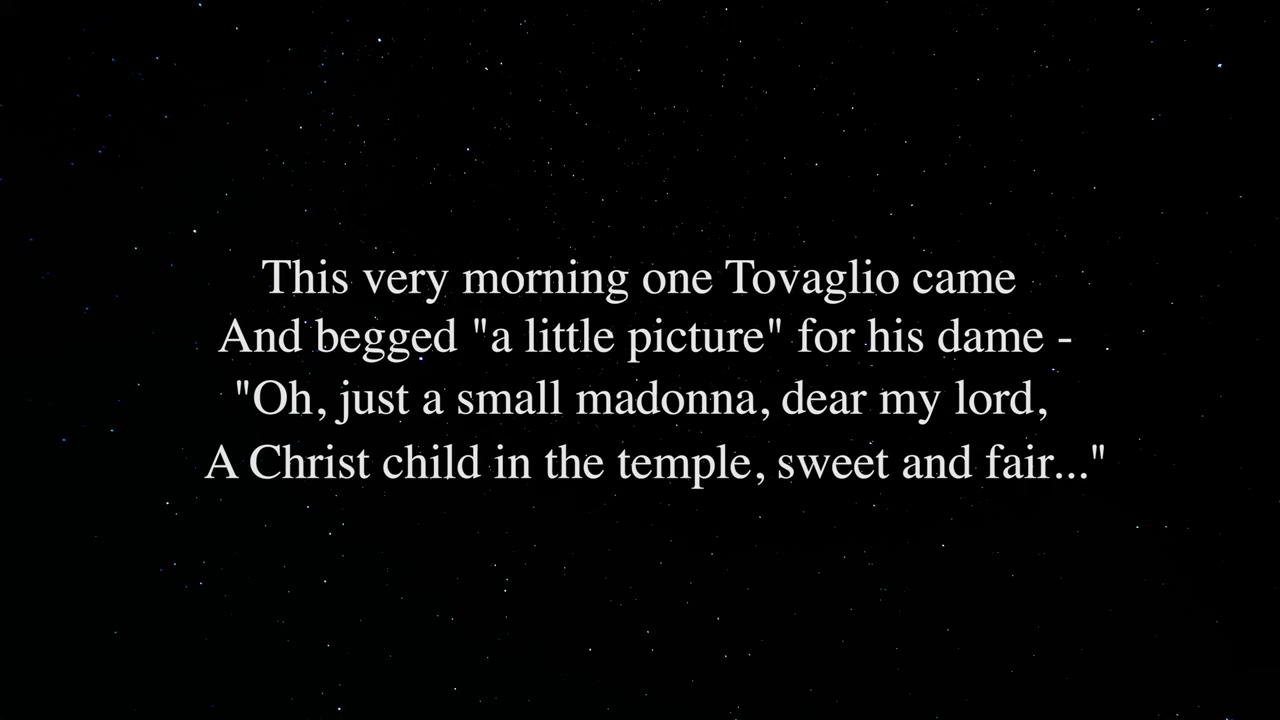 This very morning one Tovaglio came
And begged "a little picture" for his dame -
"Oh, just a small madonna, dear my lord,
A Christ child in the temple, sweet and fair..."